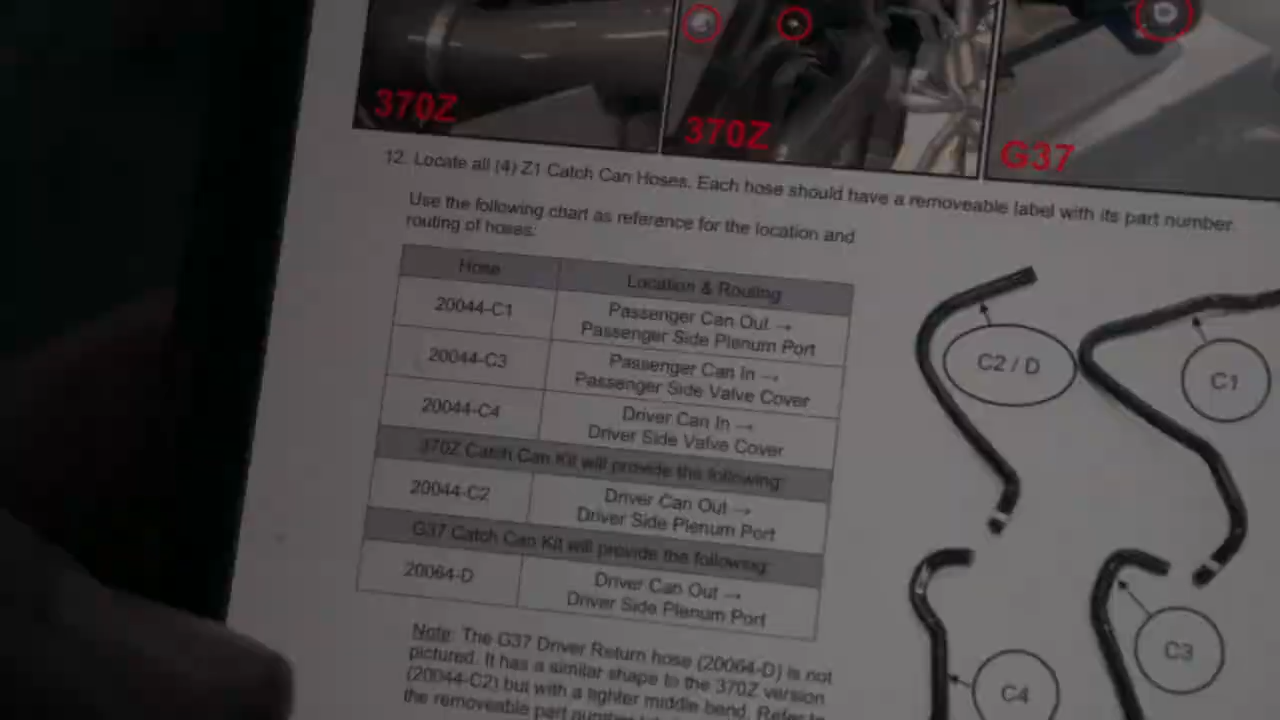 370Z
370Z
G37
12. Locate all (4) Z1 Catch Can Hoses. Each hose should have a removeable label with its part number.
Use the following chart as reference for the location and
routing of hoses:
Hose
Location & Routing
20044-C1
Passenger Can Out →
Passenger Side Plenum Port
20044-C3
Passenger Can In →
Passenger Side Valve Cover
20044-C4
Driver Can In →
Driver Side Valve Cover
370Z Catch Can Kit will provide the following:
20044-C2
Driver Can Out →
Driver Side Plenum Port
G37 Catch Can Kit will provide the following:
20064-D
Driver Can Out →
Driver Side Plenum Port
C2 / D
C1
C4
C3
Note: The G37 Driver Return hose (20064-D) is not
pictured. It has a similar shape to the 370Z version
(20044-C2) but with a tighter middle bend. Refer to
the removeable part number